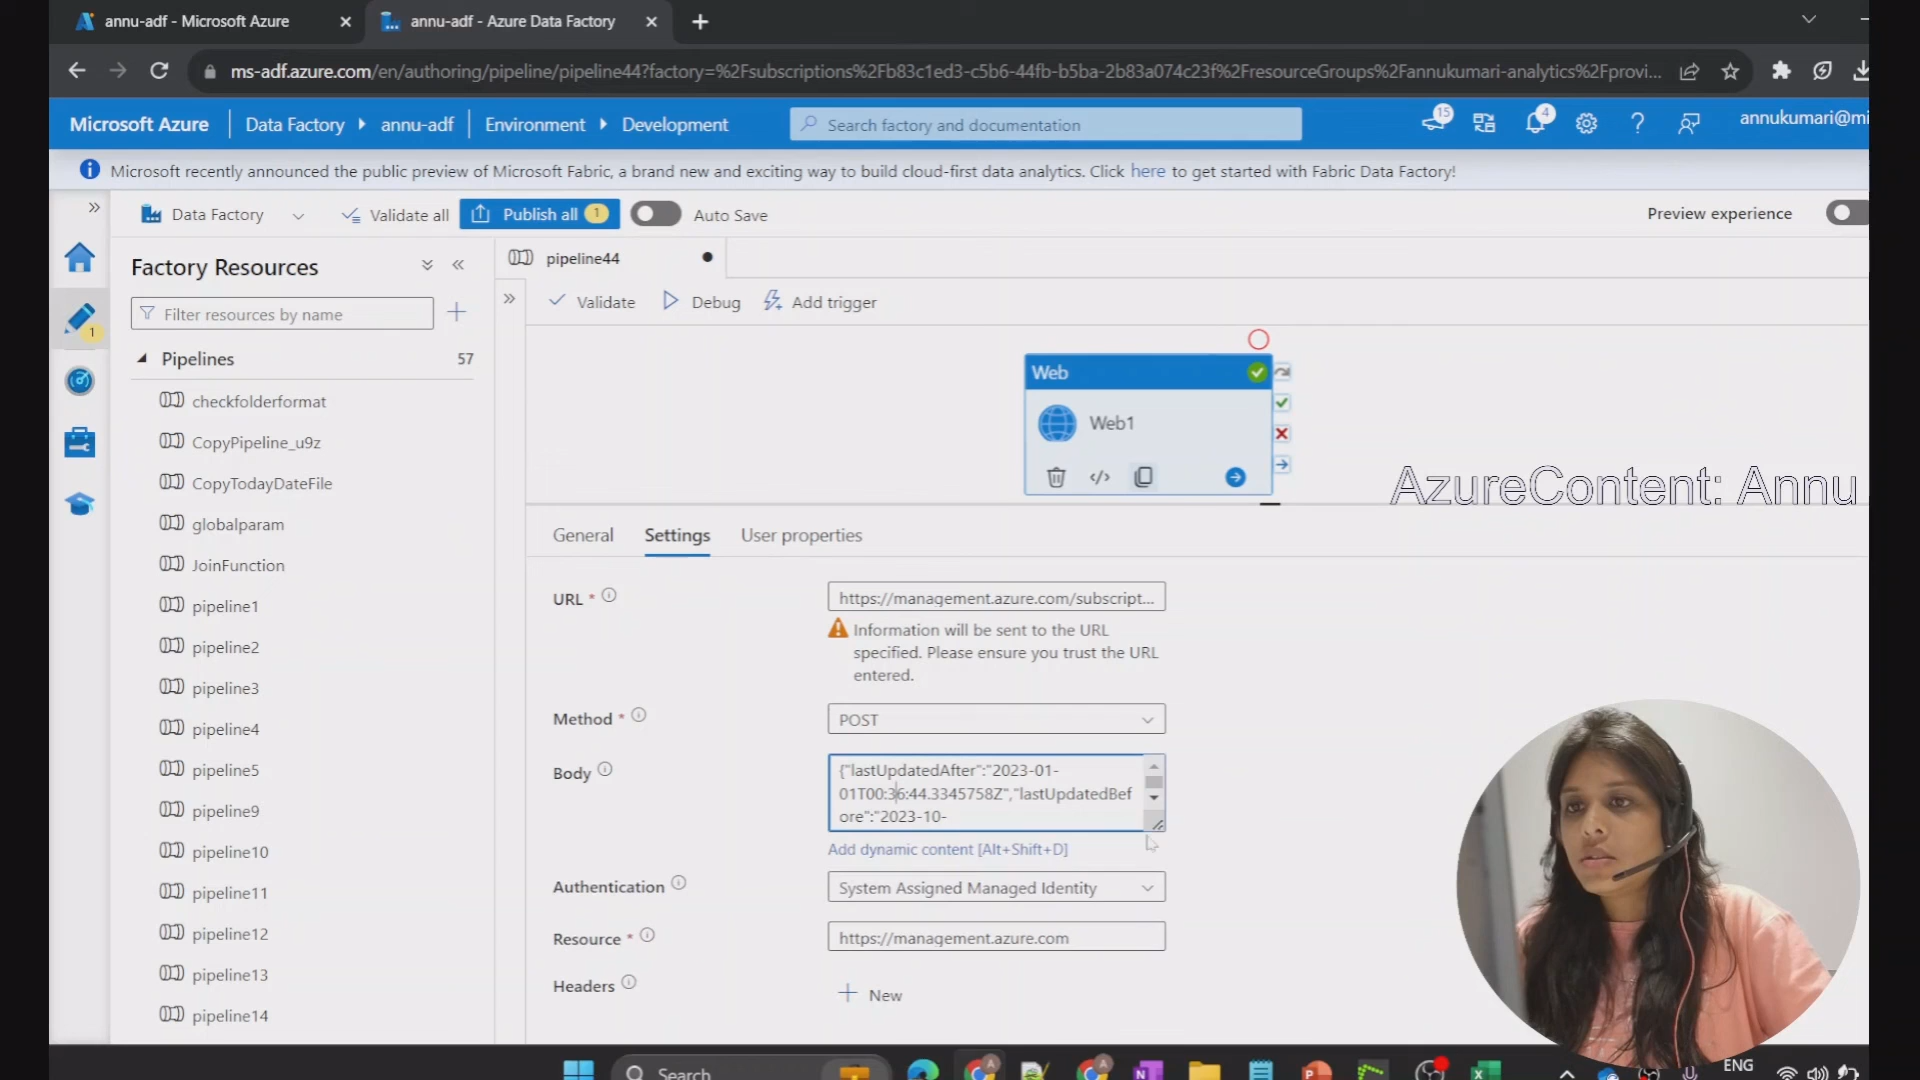 annu-adf - Microsoft Azure
annu-adf - Azure Data Factory
ms-adf.azure.com/en/authoring/pipeline/pipeline44?factory=%2Fsubscriptions%2Fb83c1ed3-c5b6-44fb-b5ba-2b83a074c23f%2FresourceGroups%2Fannukumari-analytics%2Fprovi...
Microsoft Azure
Data Factory
annu-adf
Environment
Development
Search factory and documentation
15
4
annukumari@mi
Microsoft recently announced the public preview of Microsoft Fabric, a brand new and exciting way to build cloud-first data analytics. Click here to get started with Fabric Data Factory!
Data Factory
Validate all
Publish all 1
Auto Save
Preview experience
1
Factory Resources
Filter resources by name
Pipelines 57
checkfolderformat
CopyPipeline_u9z
CopyTodayDateFile
globalparam
JoinFunction
pipeline1
pipeline2
pipeline3
pipeline4
pipeline5
pipeline9
pipeline10
pipeline11
pipeline12
pipeline13
pipeline14
pipeline44
Validate
Debug
Add trigger
Web
Web1
AzureContent: Annu
General
Settings
User properties
URL *
https://management.azure.com/subscript...
Information will be sent to the URL
specified. Please ensure you trust the URL
entered.
Method *
POST
Body
{"lastUpdatedAfter":"2023-01-
01T00:36:44.3345758Z","lastUpdatedBef
ore":"2023-10-
Add dynamic content [Alt+Shift+D]
Authentication
System Assigned Managed Identity
Resource *
https://management.azure.com
Headers
New
Search
ENG